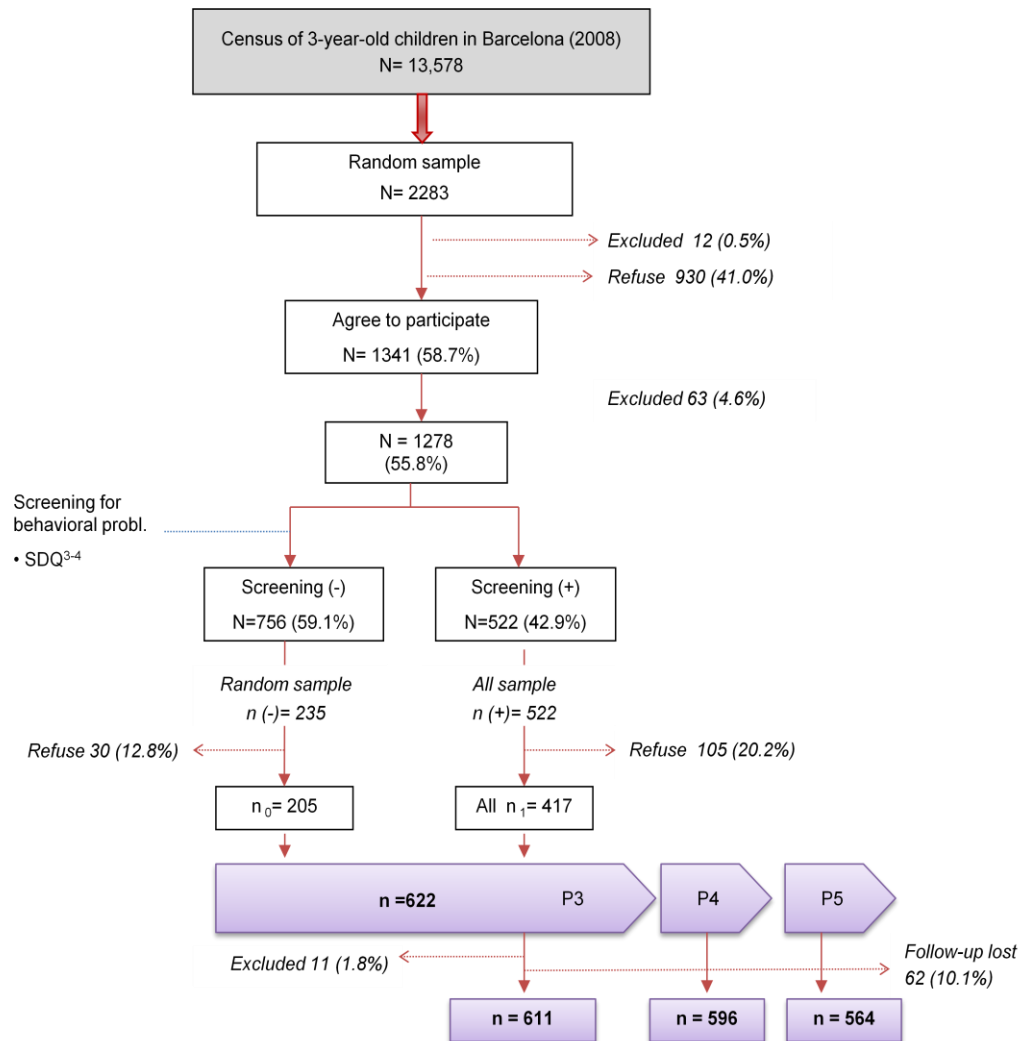 Census of 3-year-old children in Barcelona (2008)
N= 13,578
Random sample
N= 2283
Excluded 12 (0.5%)
Refuse 930 (41.0%)
Agree to participate
N= 1341 (58.7%)
Excluded 63 (4.6%)
N = 1278
(55.8%)
Screening for
behavioral probl.
• SDQ³⁻⁴
Screening (-)
N=756 (59.1%)
Screening (+)
N=522 (42.9%)
Random sample
n (-)= 235
All sample
n (+)= 522
Refuse 30 (12.8%)
Refuse 105 (20.2%)
n₀= 205
All n₁= 417
n =622
P3
P4
P5
Excluded 11 (1.8%)
Follow-up lost
62 (10.1%)
n = 611
n = 596
n = 564